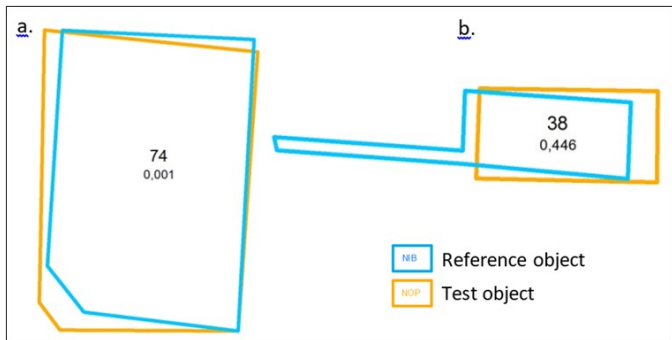 a.
b.
74
0,001
38
0,446
NIB Reference object
NOP Test object